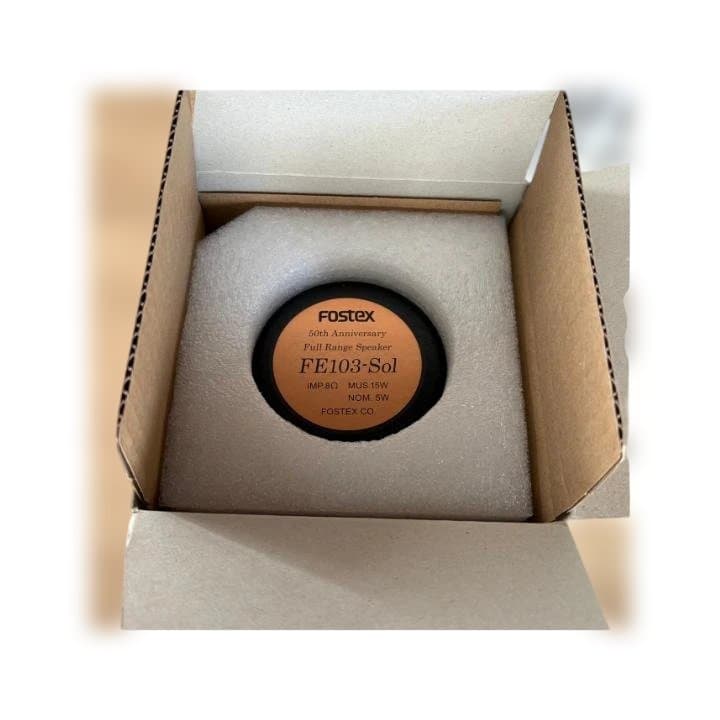 FOSTEX
50th Anniversary
Full Range Speaker
FE103-Sol
IMP.8Ω MUS.15W
NOM. 5W
FOSTEX CO.